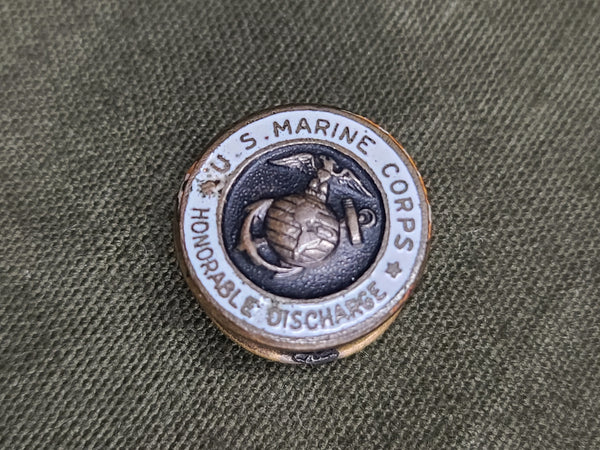 U.S. MARINE CORPS
HONORABLE DISCHARGE